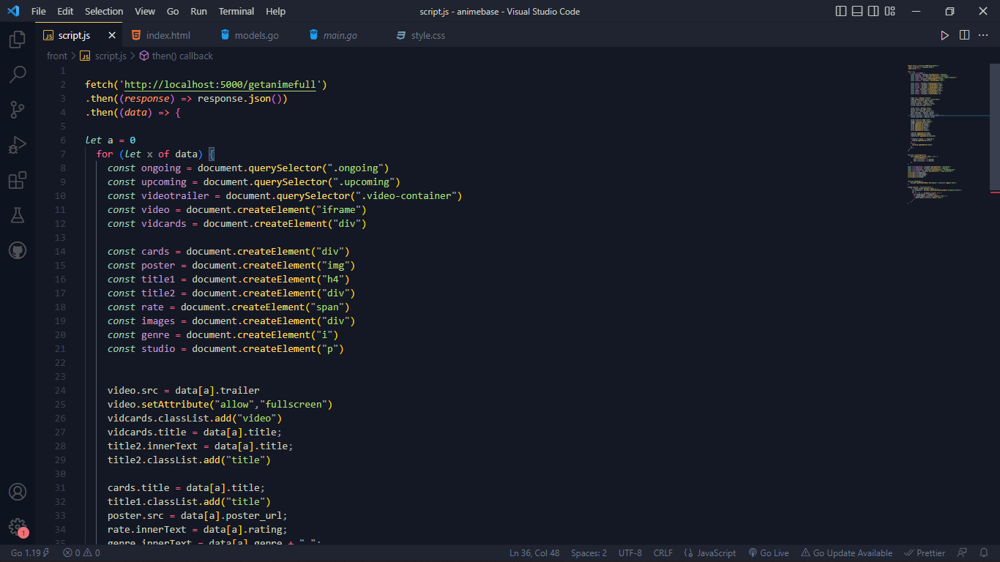 File Edit Selection View Go Run Terminal Help script.js - animebase - Visual Studio Code
JS script.js index.html models.go main.go style.css
front > JS script.js > then() callback
1
2 fetch('http://localhost:5000/getanimefull')
3 .then((response) => response.json())
4 .then((data) => {
5
6 let a = 0
7 for (let x of data) {
8 const ongoing = document.querySelector(".ongoing")
9 const upcoming = document.querySelector(".upcoming")
10 const videotrailer = document.querySelector(".video-container")
11 const video = document.createElement("iframe")
12 const vidcards = document.createElement("div")
13
14 const cards = document.createElement("div")
15 const poster = document.createElement("img")
16 const title1 = document.createElement("h4")
17 const title2 = document.createElement("div")
18 const rate = document.createElement("span")
19 const images = document.createElement("div")
20 const genre = document.createElement("i")
21 const studio = document.createElement("p")
22
23
24 video.src = data[a].trailer
25 video.setAttribute("allow","fullscreen")
26 vidcards.classList.add("video")
27 vidcards.title = data[a].title;
28 title2.innerText = data[a].title;
29 title2.classList.add("title")
30
31 cards.title = data[a].title;
32 title1.classList.add("title")
33 poster.src = data[a].poster_url;
34 rate.innerText = data[a].rating;
35 genre.innerText = data[a].genre + " ";
1
Go 1.19 0 0 Ln 36, Col 48 Spaces: 2 UTF-8 CRLF {} JavaScript Go Live Go Update Available Prettier